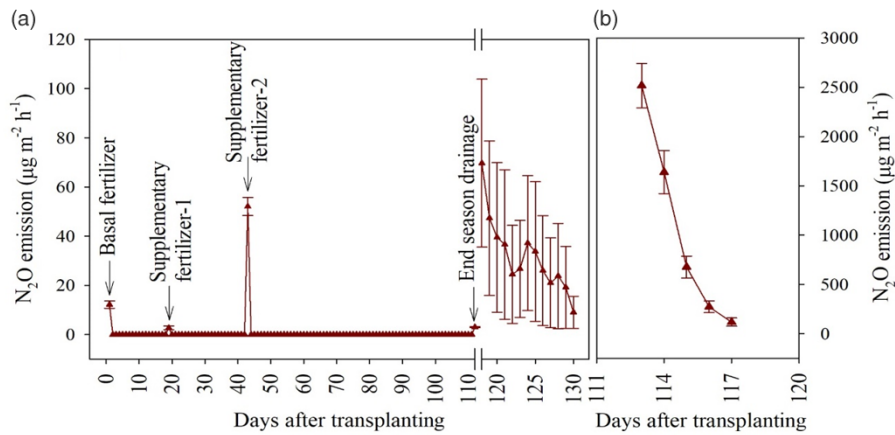 (a)
N₂O emission (µg m⁻² h⁻¹)
120
100
80
60
40
20
0
Basal fertilizer
Supplementary
fertilizer-1
Supplementary
fertilizer-2
End season drainage
0
10
20
30
40
50
60
70
80
90
100
110
120
125
130
Days after transplanting
(b)
3000
2500
2000
1500
1000
500
0
N₂O emission (µg m⁻² h⁻¹)
111
114
117
120
Days after transplanting